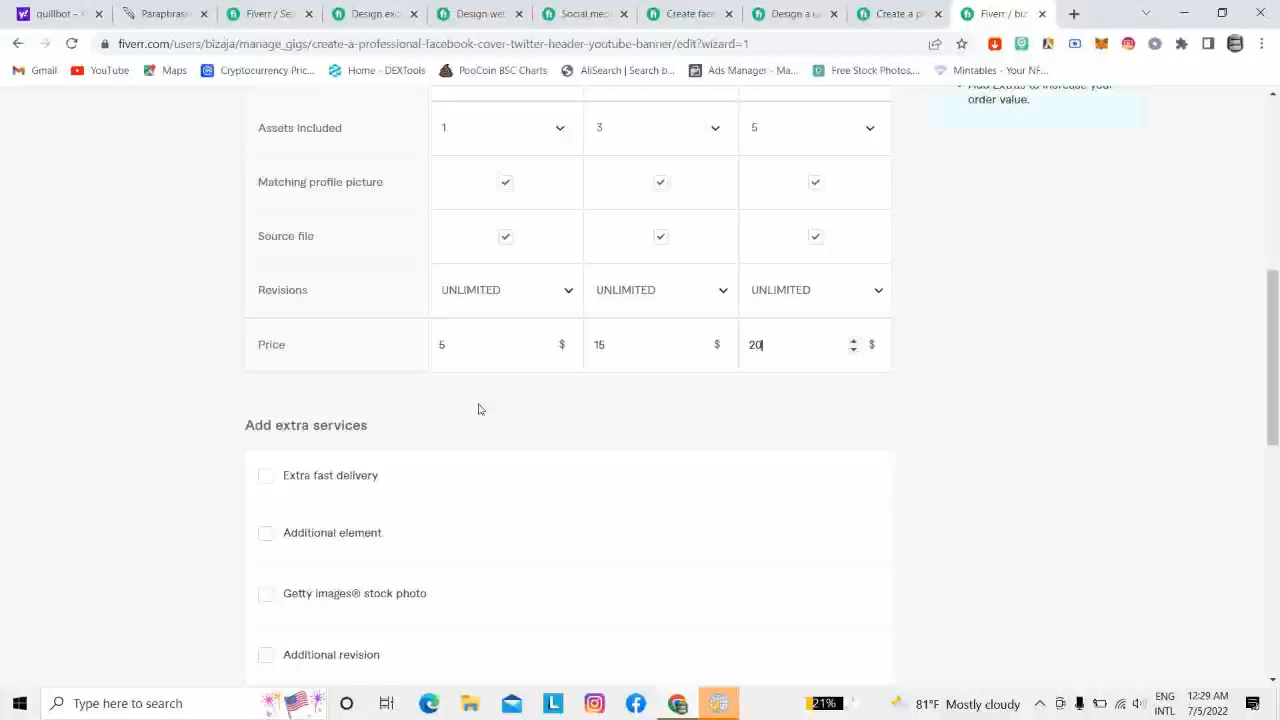 quillbot -
Paraphrasi
Design exc
Design we
Social med
Create face
Design a u
Create a p
Fiverr / biz
fiverr.com/users/bizaja/manage_gigs/create-a-professional-facebook-cover-twitter-header-youtube-banner/edit?wizard=1
Gmail
YouTube
Maps
Cryptocurrency Pric...
Home - DEXTools
PooCoin BSC Charts
AliSearch | Search b...
Ads Manager - Ma...
Free Stock Photos,...
Mintables - Your NF...
Add Extras to increase your
order value.
Assets Included 1 3 5
Matching profile picture
Source file
Revisions UNLIMITED UNLIMITED UNLIMITED
Price 5 $ 15 $ 20 $
Add extra services
Extra fast delivery
Additional element
Getty images® stock photo
Additional revision
Type here to search
21%
81°F Mostly cloudy
ENG
INTL
12:29 AM
7/5/2022